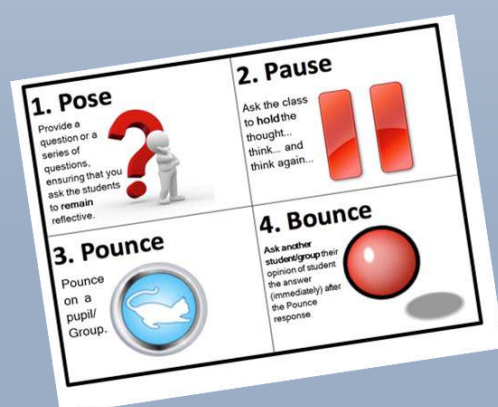 1. Pose
Provide a
question or a
series of
questions,
ensuring that you
ask the students
to remain
reflective.
2. Pause
Ask the class
to hold the
thought...
think... and
think again...
3. Pounce
Pounce
on a
pupil/
Group.
4. Bounce
Ask another
student/group their
opinion of student
the answer
(immediately) after
the Pounce
response.